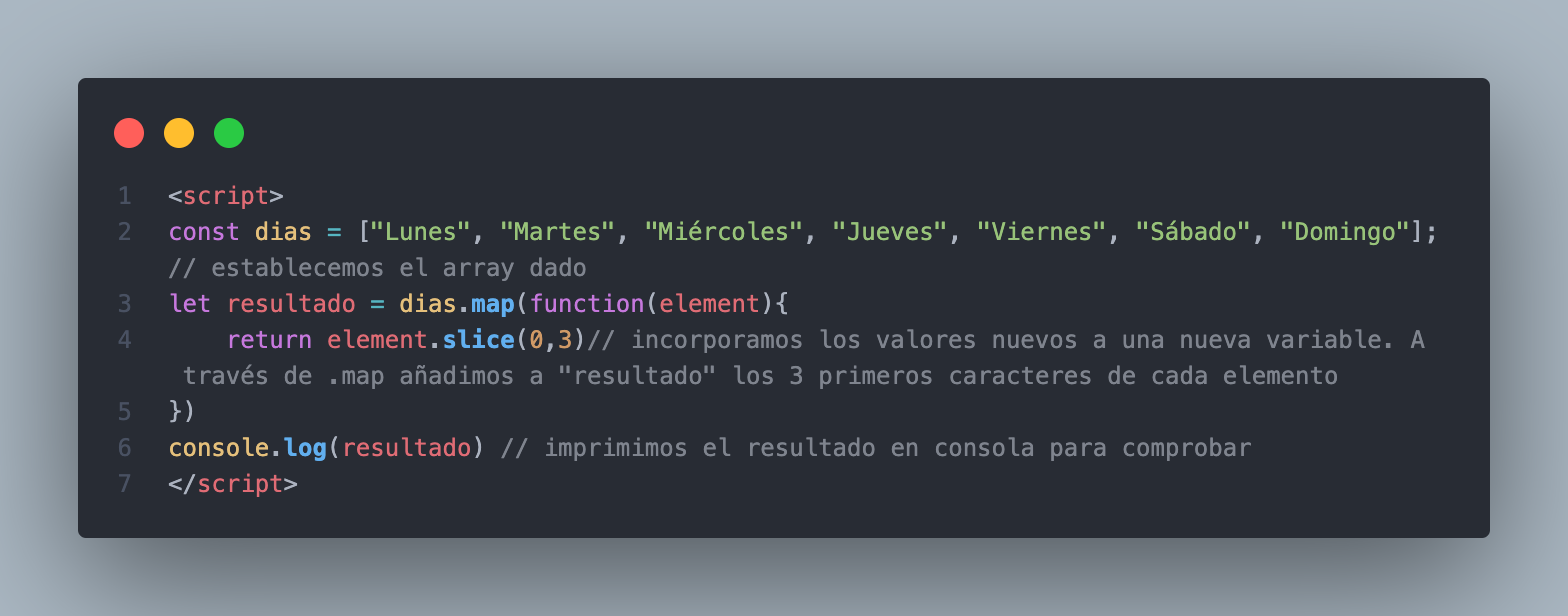 1 <script>
2 const dias = ["Lunes", "Martes", "Miércoles", "Jueves", "Viernes", "Sábado", "Domingo"];
// establecemos el array dado
3 let resultado = dias.map(function(element){
4 return element.slice(0,3)// incorporamos los valores nuevos a una nueva variable. A
través de .map añadimos a "resultado" los 3 primeros caracteres de cada elemento
5 })
6 console.log(resultado) // imprimimos el resultado en consola para comprobar
7 </script>